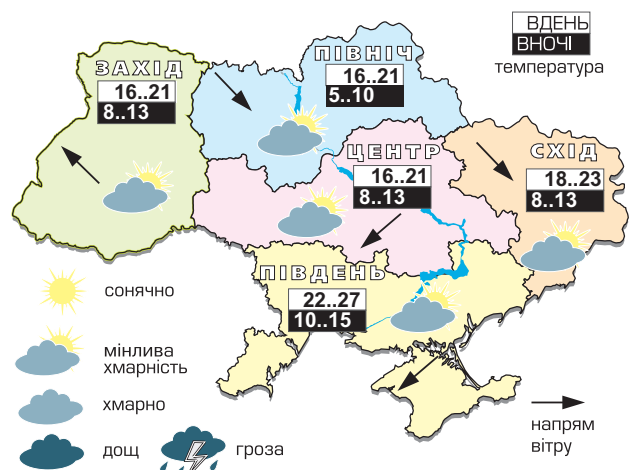 ВДЕНЬ
ВНОЧІ
температура
ЗАХІД
16..21
8..13
ПІВНІЧ
16..21
5..10
ЦЕНТР
16..21
8..13
СХІД
18..23
8..13
ПІВДЕНЬ
22..27
10..15
сонячно
мінлива
хмарність
хмарно
дощ
гроза
напрям
вітру